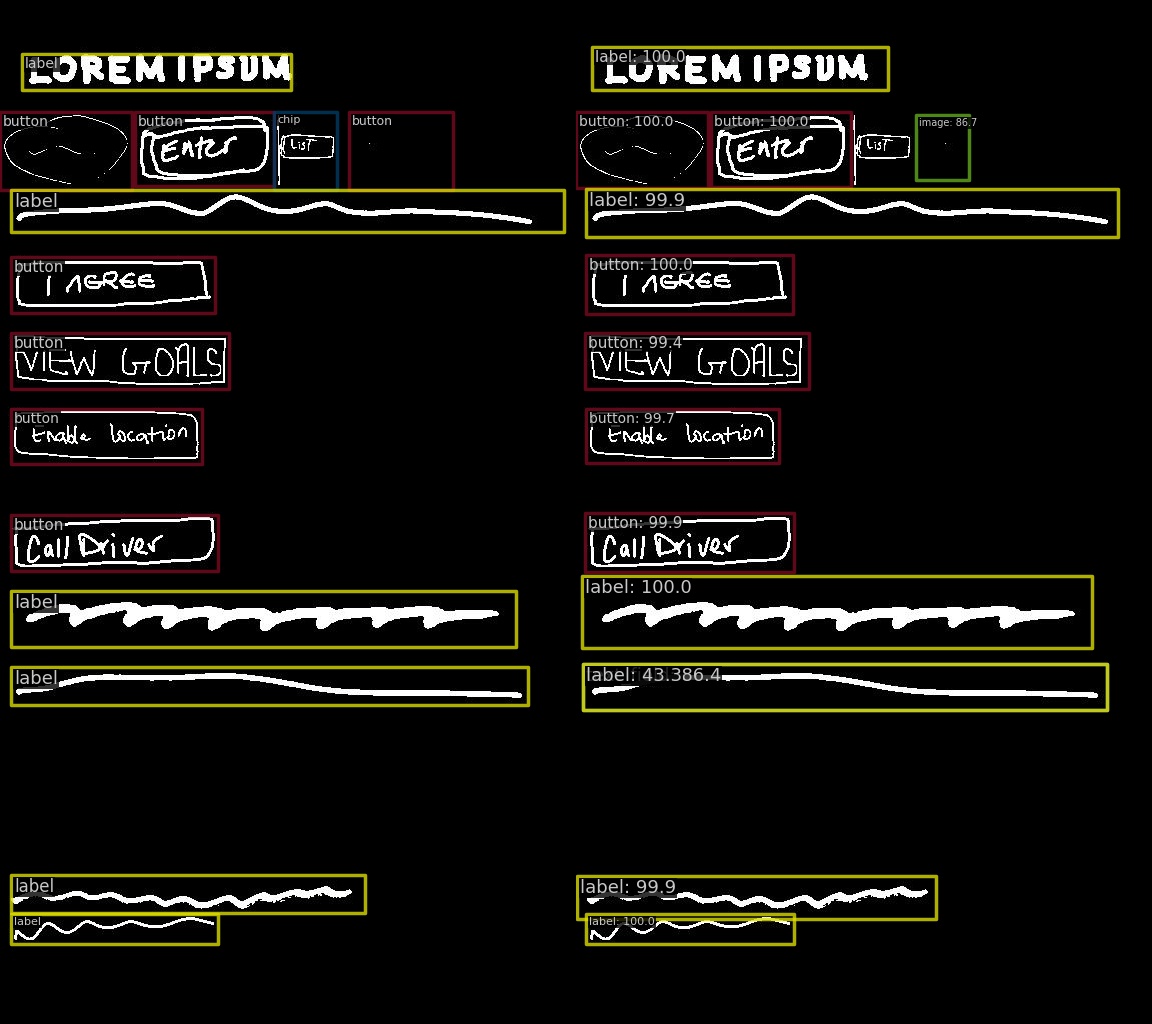 label LOREM IPSUM label: 100.0 LOREM IPSUM
button button Enter chip LIST button button: 100.0 button: 100.0 Enter LIST image: 86.7
label label: 99.9
button I AGREE button: 100.0 I AGREE
button VIEW GOALS button: 99.4 VIEW GOALS
button Enable location button: 99.7 Enable location
button Call Driver button: 99.9 Call Driver
label label: 100.0
label label: 43.386.4
label label: 99.9
label label: 100.0